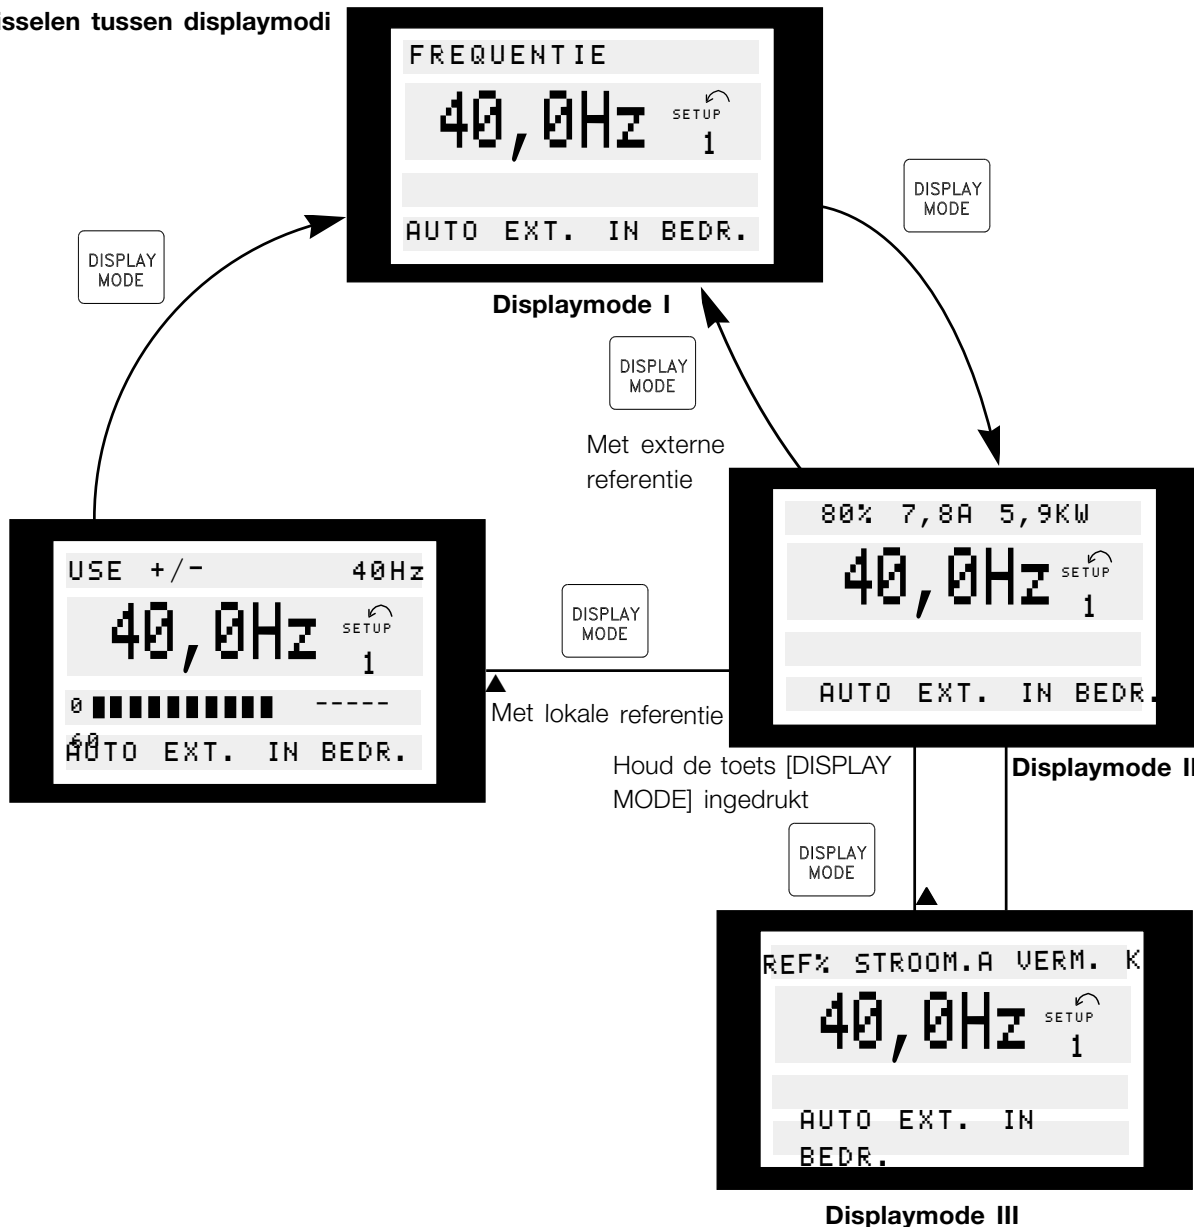 isselen tussen displaymodi
FREQUENTIE
40,0Hz SETUP
1
AUTO EXT. IN BEDR.
Displaymode I
DISPLAY
MODE
DISPLAY
MODE
DISPLAY
MODE
Met externe
referentie
80% 7,8A 5,9KW
40,0Hz SETUP
1
AUTO EXT. IN BEDR.
Displaymode II
USE +/- 40Hz
40,0Hz SETUP
1
0 -----
60
AUTO EXT. IN BEDR.
DISPLAY
MODE
Met lokale referentie
Houd de toets [DISPLAY
MODE] ingedrukt
DISPLAY
MODE
REF% STROOM.A VERM. K
40,0Hz SETUP
1
AUTO EXT. IN
BEDR.
Displaymode III